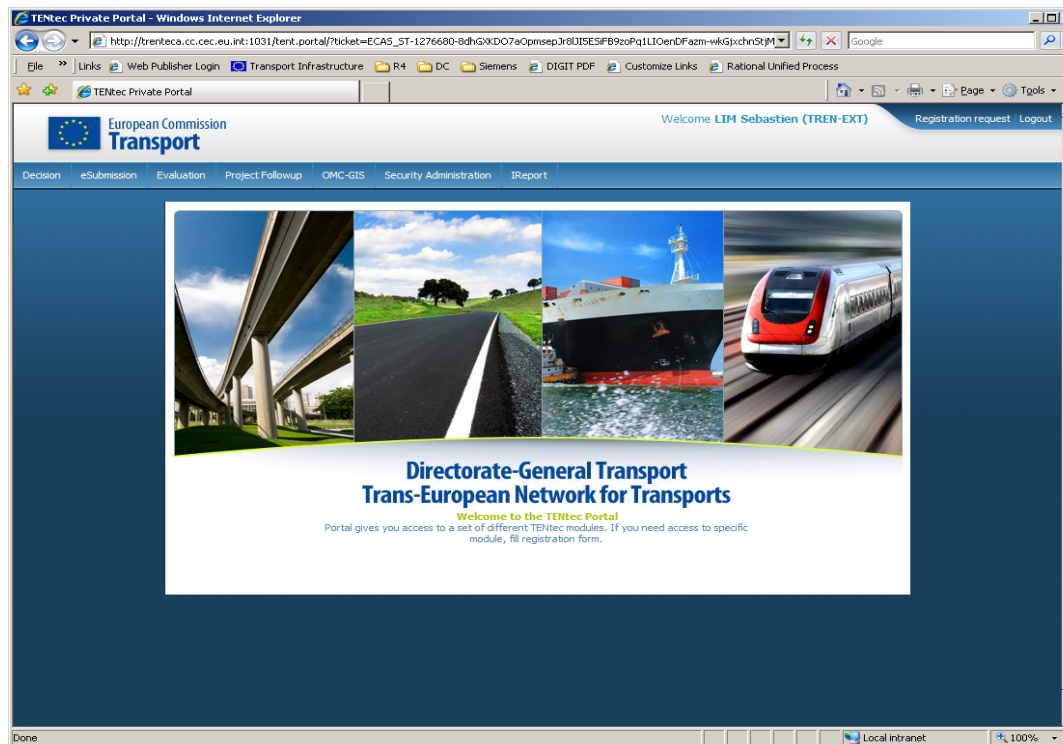 TENtec Private Portal - Windows Internet Explorer
http://trenteca.cc.cec.eu.int:1031/tent.portal/?ticket=ECAS_ST-1276680-8dhGXKDO7aOpmsepJr8lJI5ESiFB9zoPq1LIOenDFazm-wkGjxchnStjM
Google
File » Links Web Publisher Login Transport Infrastructure R4 DC Siemens DIGIT PDF Customize Links Rational Unified Process
TENtec Private Portal Page Tools
European Commission
Transport
Welcome LIM Sebastien (TREN-EXT) Registration request Logout
Decision eSubmission Evaluation Project Followup OMC-GIS Security Administration IReport
Directorate-General Transport
Trans-European Network for Transports
Welcome to the TENtec Portal
Portal gives you access to a set of different TENtec modules. If you need access to specific
module, fill registration form.
Done Local intranet 100%